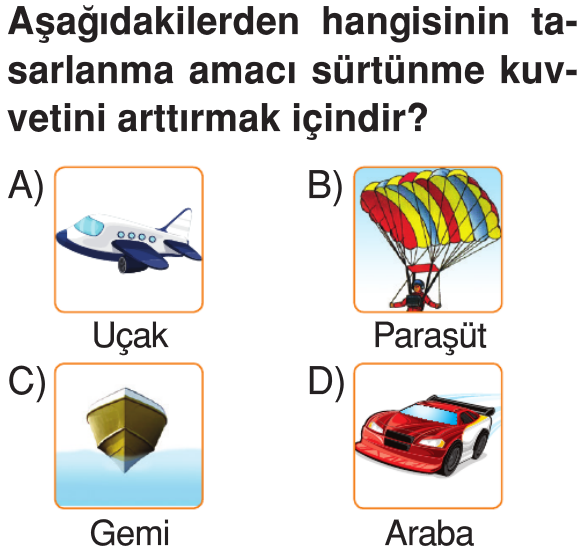 Aşağıdakilerden hangisinin ta-
sarlanma amacı sürtünme kuv-
vetini arttırmak içindir?
A) B)
Uçak Paraşüt
C) D)
Gemi Araba